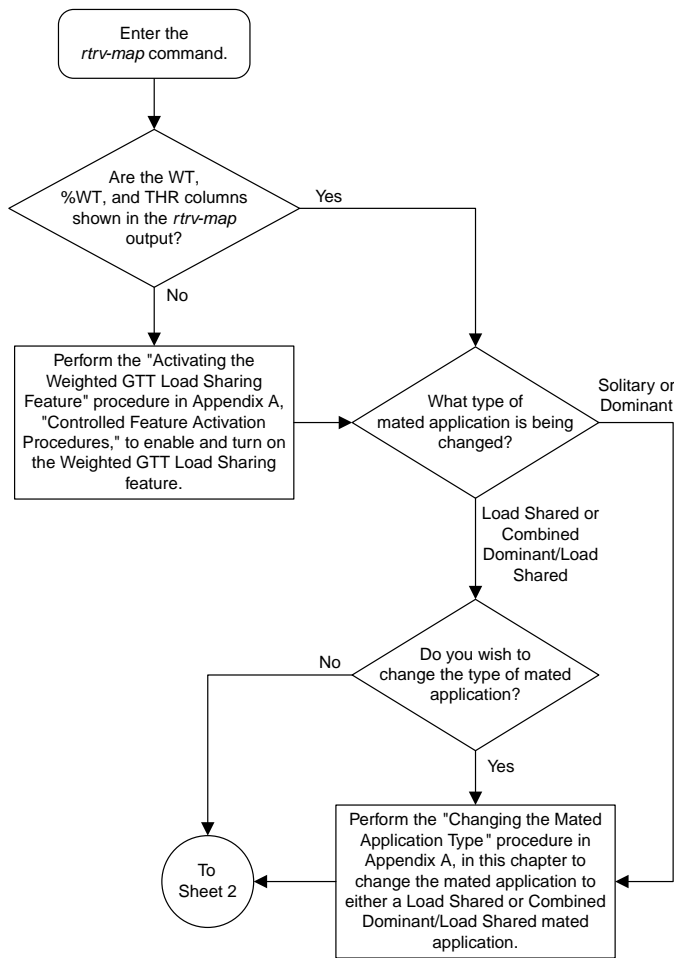 Enter the
rtrv-map command.
Are the WT,
%WT, and THR columns
shown in the rtrv-map
output?
Yes
No
Perform the "Activating the
Weighted GTT Load Sharing
Feature" procedure in Appendix A,
"Controlled Feature Activation
Procedures," to enable and turn on
the Weighted GTT Load Sharing
feature.
What type of
mated application is being
changed?
Solitary or
Dominant
Load Shared or
Combined
Dominant/Load
Shared
Do you wish to
change the type of mated
application?
No
Yes
Perform the "Changing the Mated
Application Type" procedure in
Appendix A, in this chapter to
change the mated application to
either a Load Shared or Combined
Dominant/Load Shared mated
application.
To
Sheet 2